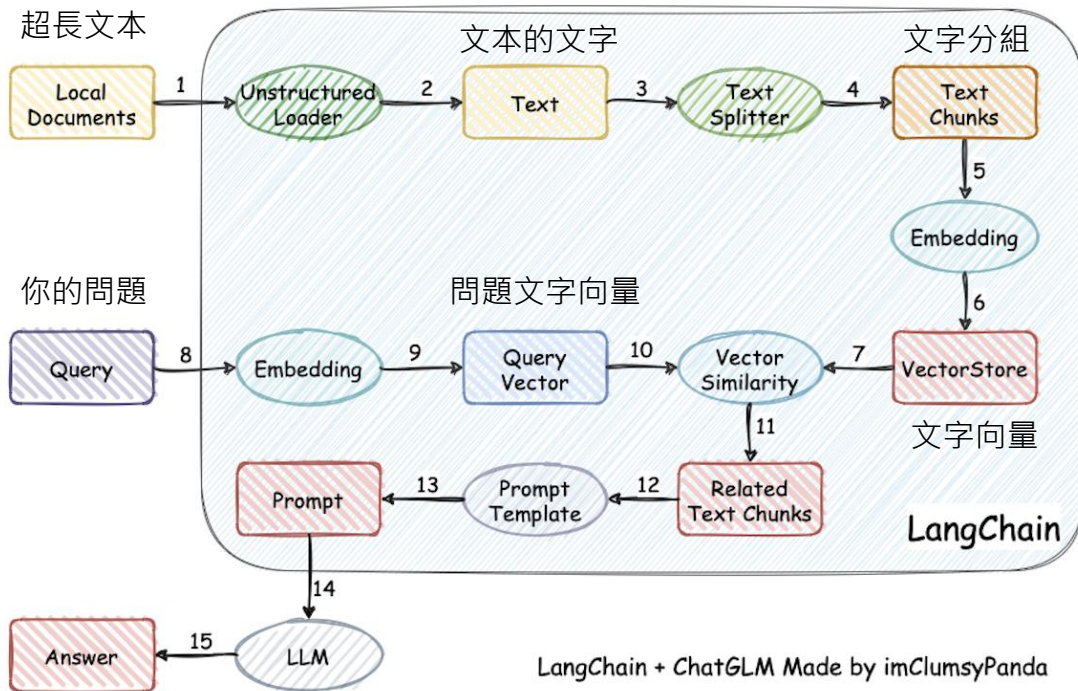 超長文本
文本的文字
文字分組
Local
Documents
1
Unstructured
Loader
2
Text
3
Text
Splitter
4
Text
Chunks
5
Embedding
6
你的問題
問題文字向量
Query
8
Embedding
9
Query
Vector
10
Vector
Similarity
7
VectorStore
文字向量
11
Prompt
13
Prompt
Template
12
Related
Text Chunks
LangChain
14
Answer
15
LLM
LangChain + ChatGLM Made by imClumsyPanda